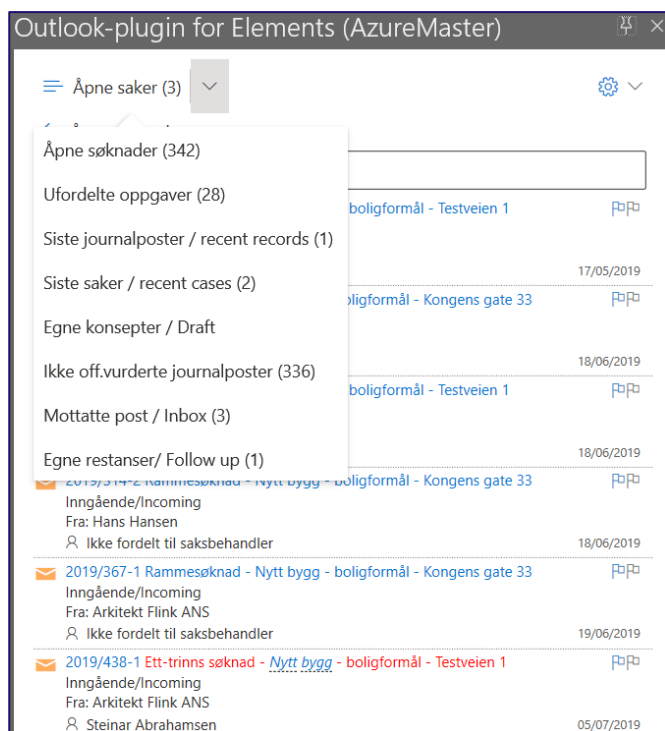 Outlook-plugin for Elements (AzureMaster)
Åpne saker (3)
Åpne søknader (342)
Ufordelte oppgaver (28)
boligformål - Testveien 1
Siste journalposter / recent records (1)
17/05/2019
Siste saker / recent cases (2)
boligformål - Kongens gate 33
Egne konsepter / Draft
Ikke off.vurderte journalposter (336)
18/06/2019
boligformål - Testveien 1
Mottatte post / Inbox (3)
Egne restanser/ Follow up (1)
18/06/2019
2019/314-2 Rammesøknad - Nytt bygg - boligformål - Kongens gate 33
Inngående/Incoming
Fra: Hans Hansen
Ikke fordelt til saksbehandler
18/06/2019
2019/367-1 Rammesøknad - Nytt bygg - boligformål - Kongens gate 33
Inngående/Incoming
Fra: Arkitekt Flink ANS
Ikke fordelt til saksbehandler
19/06/2019
2019/438-1 Ett-trinns søknad - Nytt bygg - boligformål - Testveien 1
Inngående/Incoming
Fra: Arkitekt Flink ANS
Steinar Abrahamsen
05/07/2019